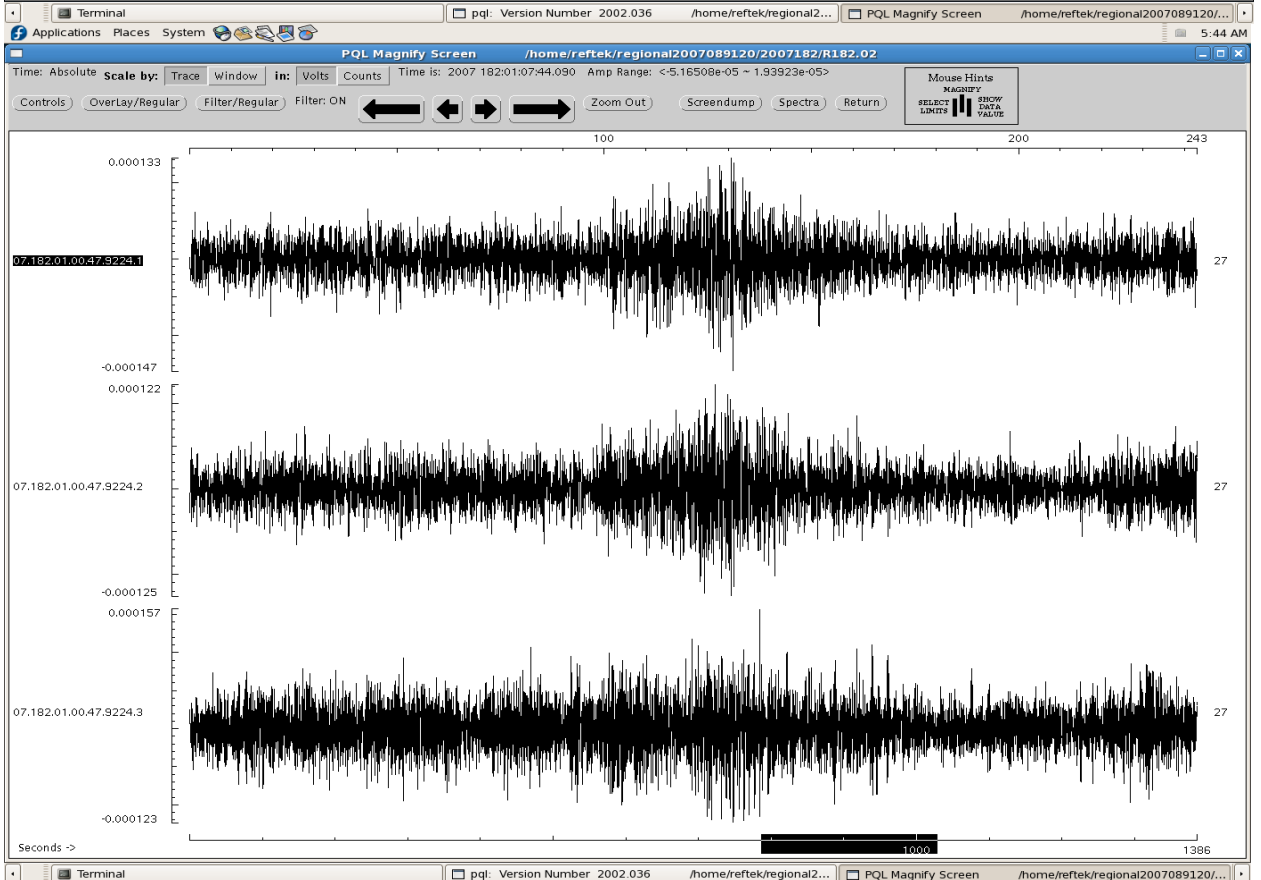 Terminal pql: Version Number 2002.036 /home/reftek/regional2... PQL Magnify Screen /home/reftek/regional2007089120/...
Applications Places System 5:44 AM
PQL Magnify Screen /home/reftek/regional2007089120/2007182/R182.02
Time: Absolute Scale by: Trace Window in: Volts Counts Time is: 2007 182:01:07:44.090 Amp Range: <-5.16508e-05 ~ 1.93923e-05>
Controls OverLay/Regular Filter/Regular Filter: ON Zoom Out Screendump Spectra Return
Mouse Hints
MAGNIFY
SELECT LIMITS
SHOW DATA VALUE
100 200 243
0.000133
07.182.01.00.47.9224.1 27
-0.000147
0.000122
07.182.01.00.47.9224.2 27
-0.000125
0.000157
07.182.01.00.47.9224.3 27
-0.000123
Seconds -> 1000 1386
Terminal pql: Version Number 2002.036 /home/reftek/regional2... PQL Magnify Screen /home/reftek/regional2007089120/...